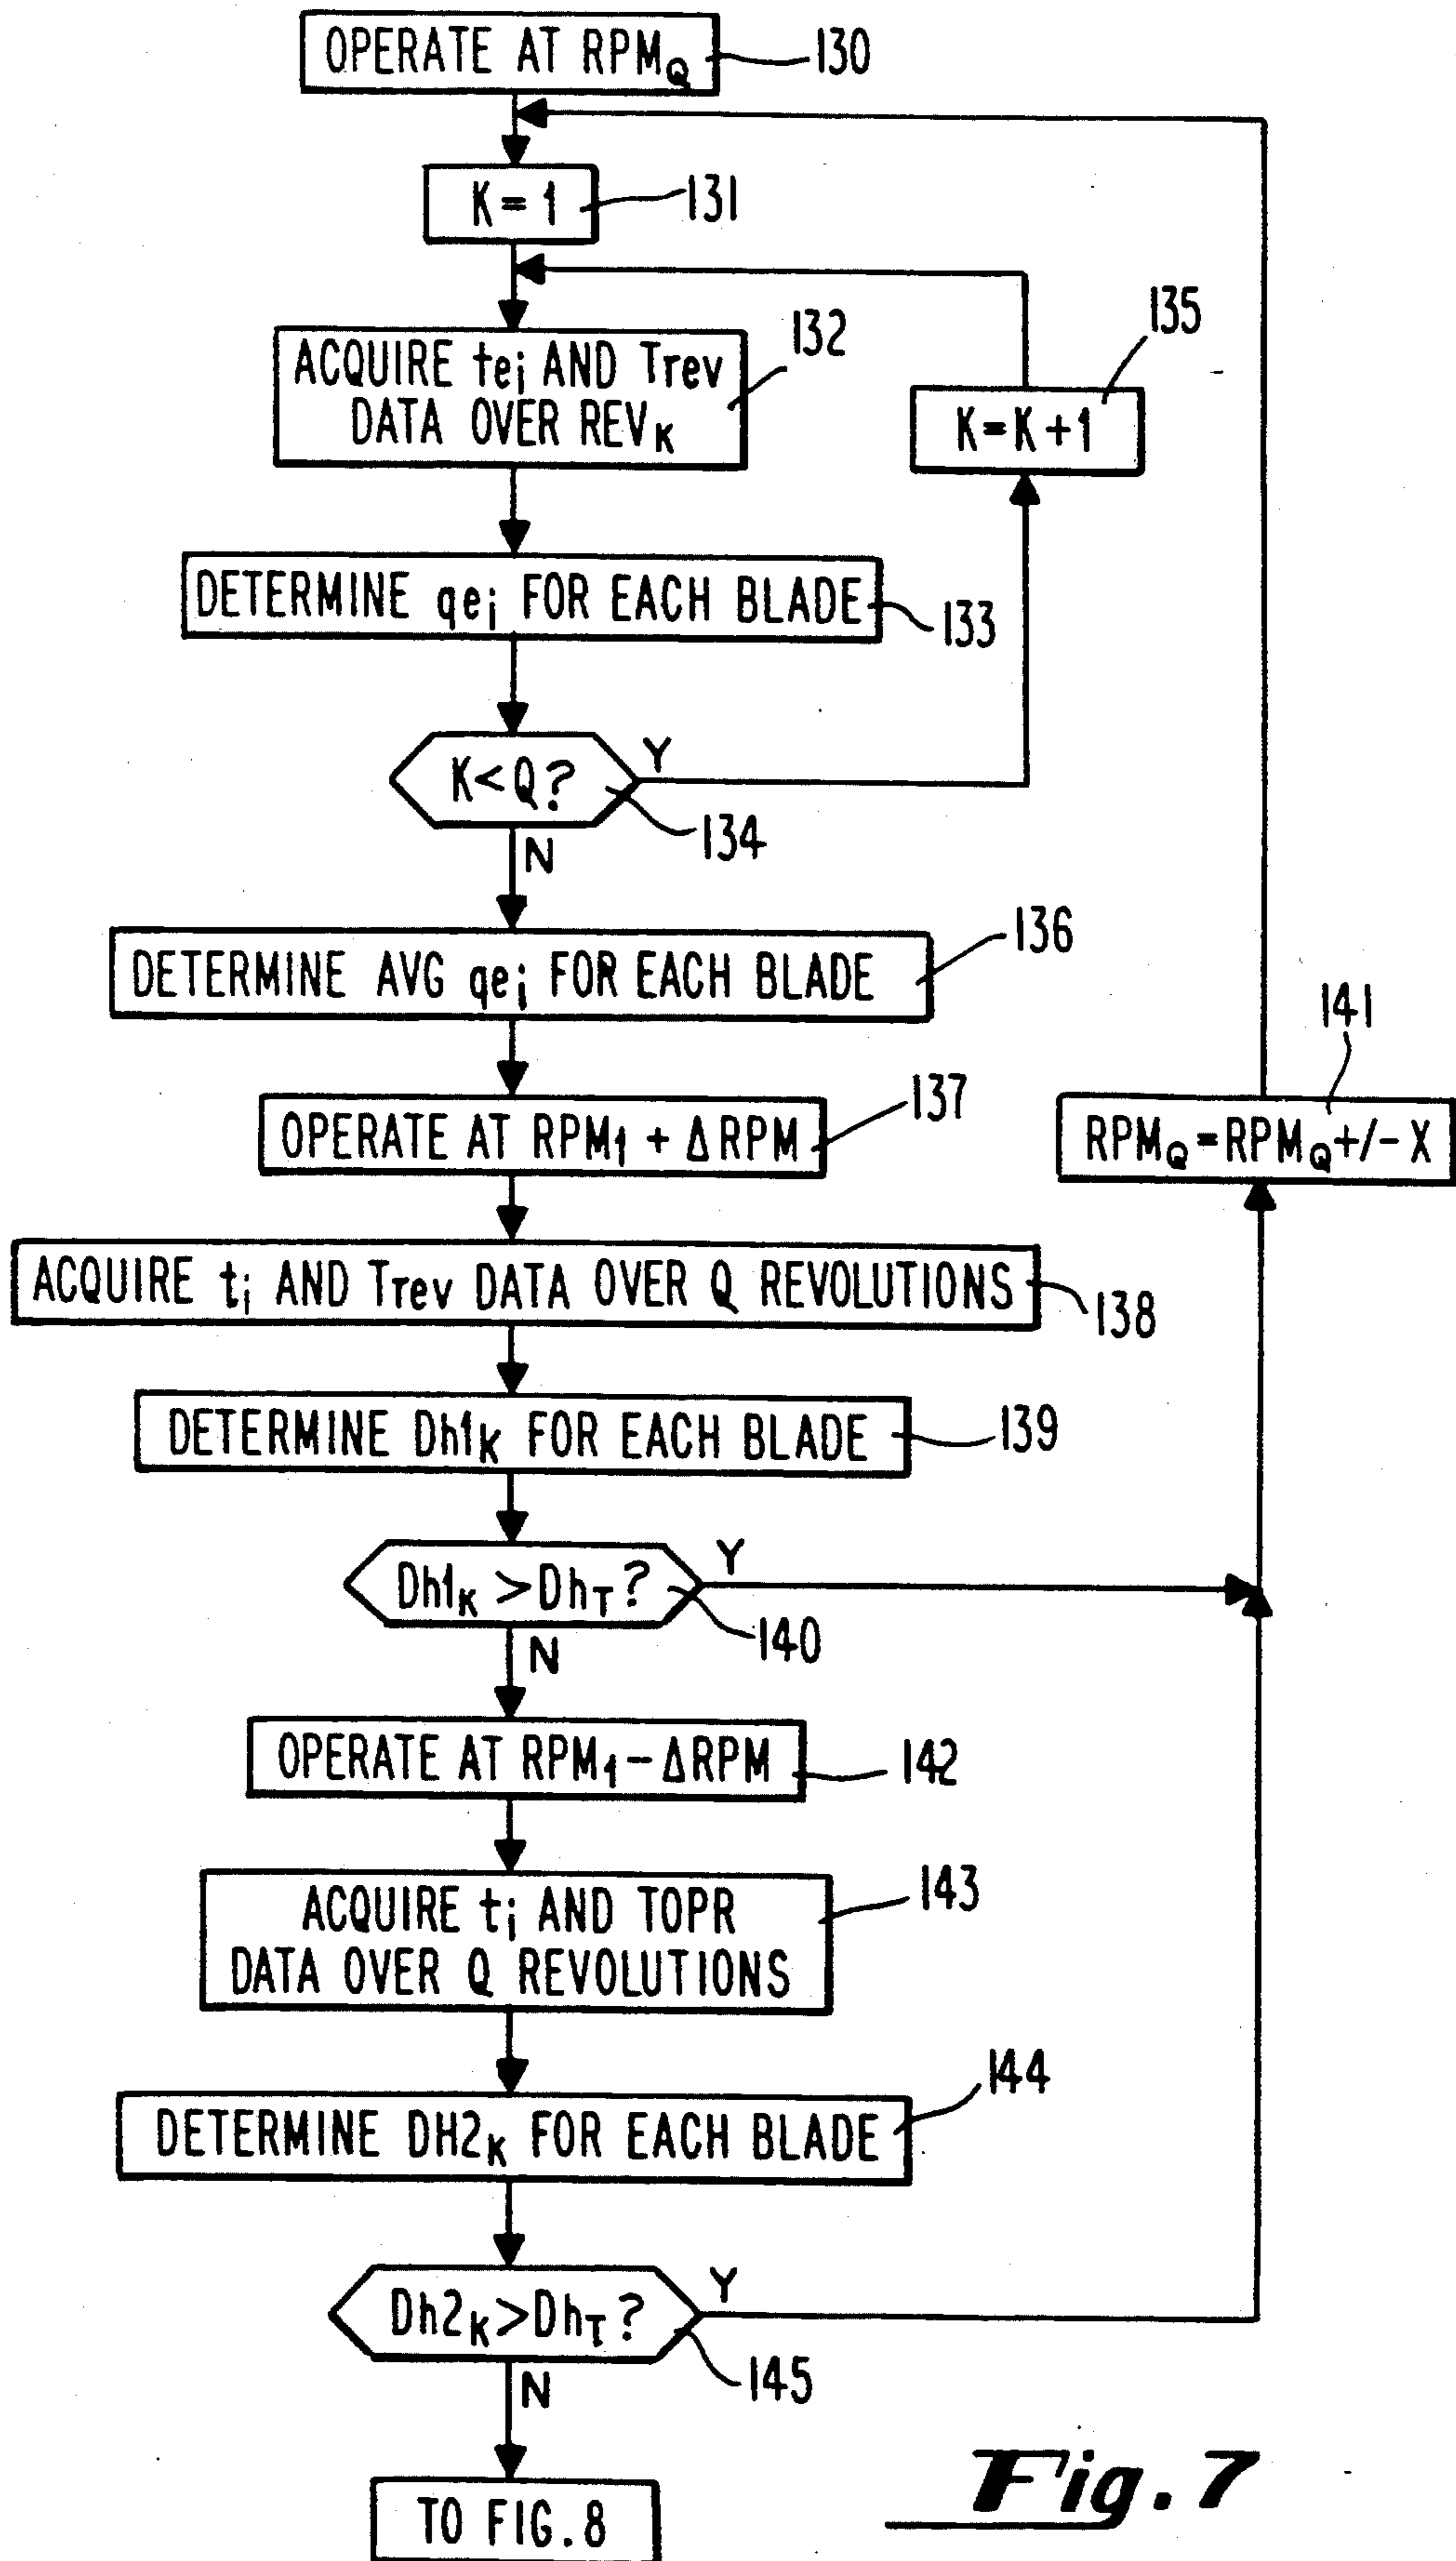 OPERATE AT RPMQ
130
K=1
131
ACQUIRE tei AND Trev
DATA OVER REVK
132
135
K=K+1
DETERMINE qei FOR EACH BLADE
133
K<Q?
Y
134
N
DETERMINE AVG qei FOR EACH BLADE
136
OPERATE AT RPM1 + ΔRPM
137
141
RPMQ=RPMQ+/-X
ACQUIRE ti AND Trev DATA OVER Q REVOLUTIONS
138
DETERMINE Dh1K FOR EACH BLADE
139
Dh1K >DhT?
Y
140
N
OPERATE AT RPM1-ΔRPM
142
ACQUIRE ti AND TOPR
DATA OVER Q REVOLUTIONS
143
DETERMINE DH2K FOR EACH BLADE
144
Dh2K>DhT?
Y
145
N
TO FIG.8
Fig. 7